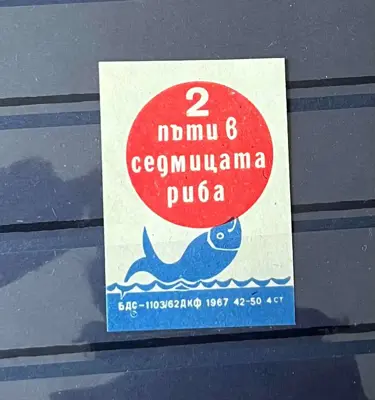 2
пъти в
седмицата
риба
БДС-1103/62ДКФ 1967 42-50 4 ст